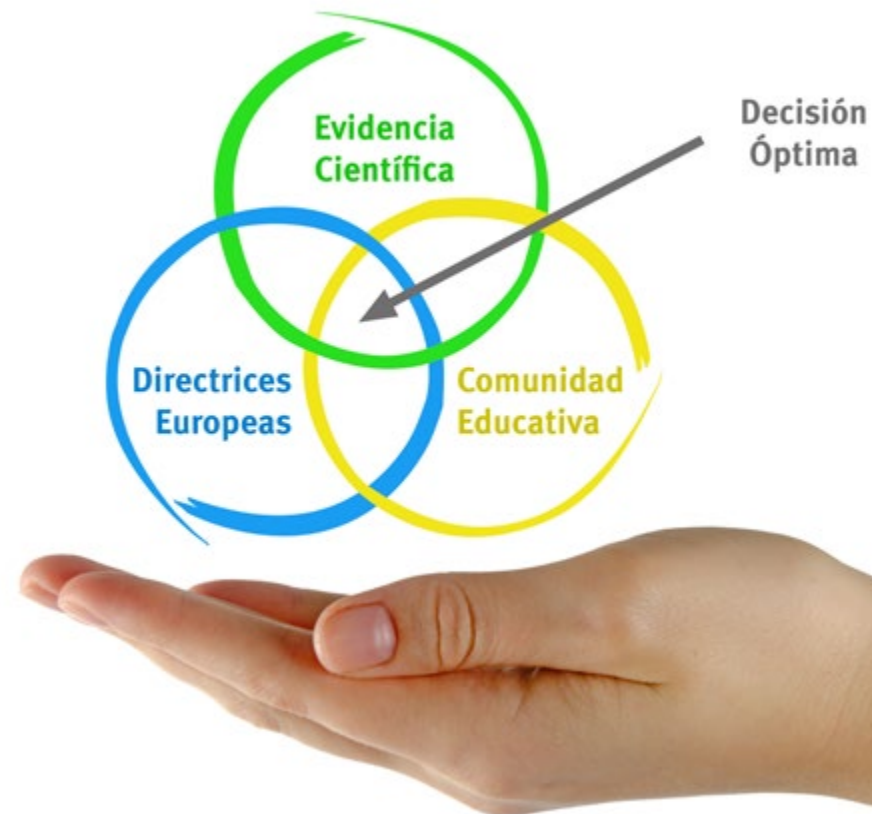 Evidencia
Científica
Decisión
Óptima
Directrices
Europeas
Comunidad
Educativa